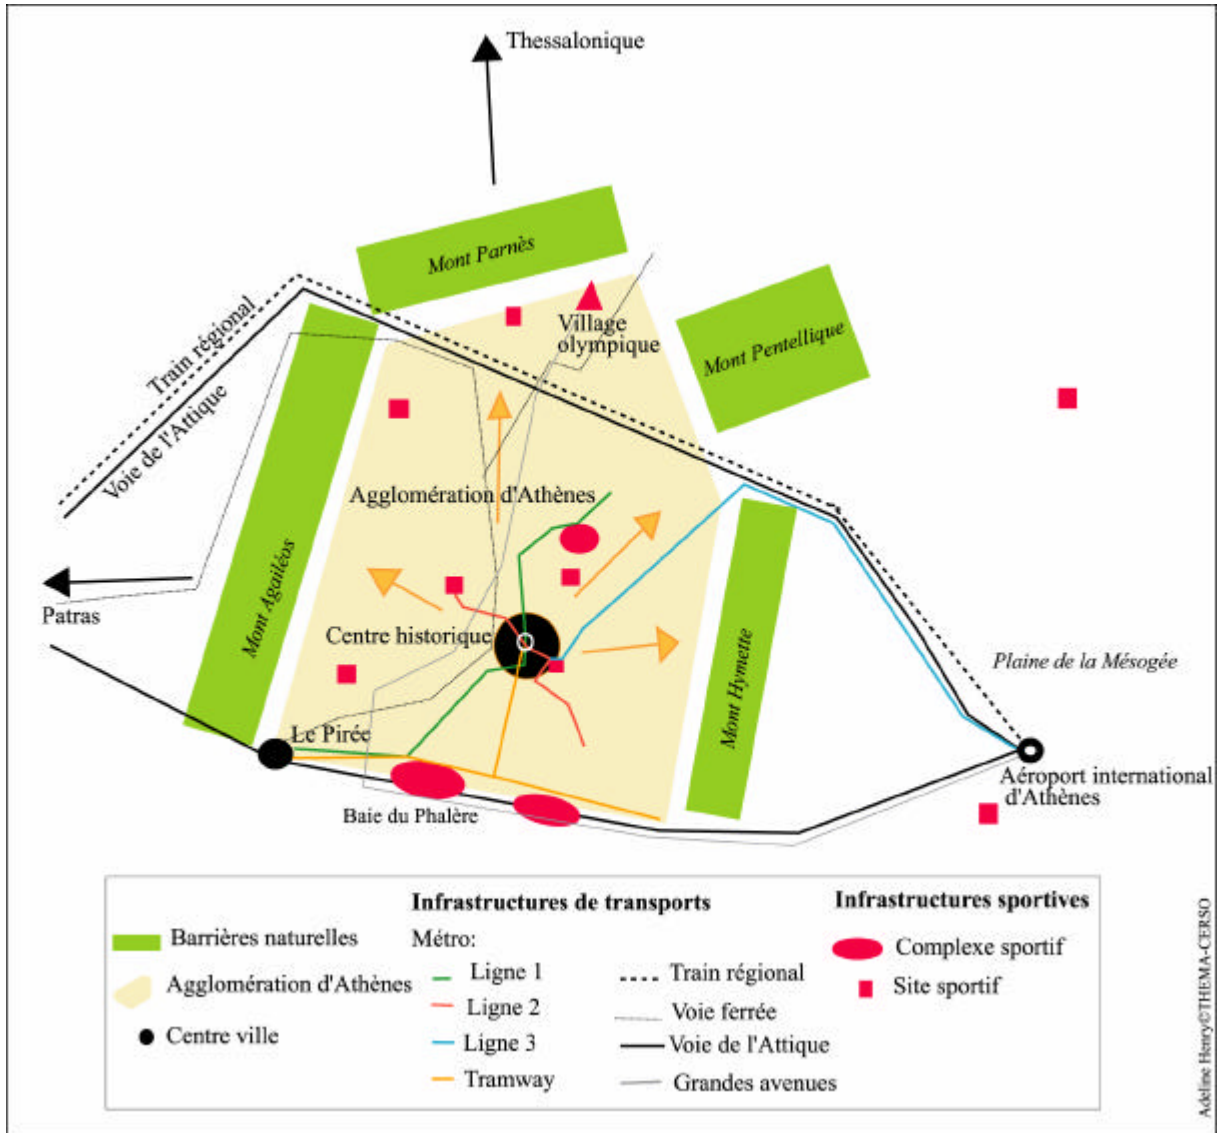 Thessalonique
Mont Parnès
Train régional
Voie de l'Attique
Village
olympique
Mont Pentellique
Agglomération d'Athènes
Mont Agailéos
Patras
Centre historique
Mont Hymette
Plaine de la Mésogée
Le Pirée
Aéroport international
d'Athènes
Baie du Phalère
Barrières naturelles
Agglomération d'Athènes
Centre ville
Infrastructures de transports
Métro:
Ligne 1
Ligne 2
Ligne 3
Tramway
Train régional
Voie ferrée
Voie de l'Attique
Grandes avenues
Infrastructures sportives
Complexe sportif
Site sportif
Adeline Henry©THEMA-CERSO